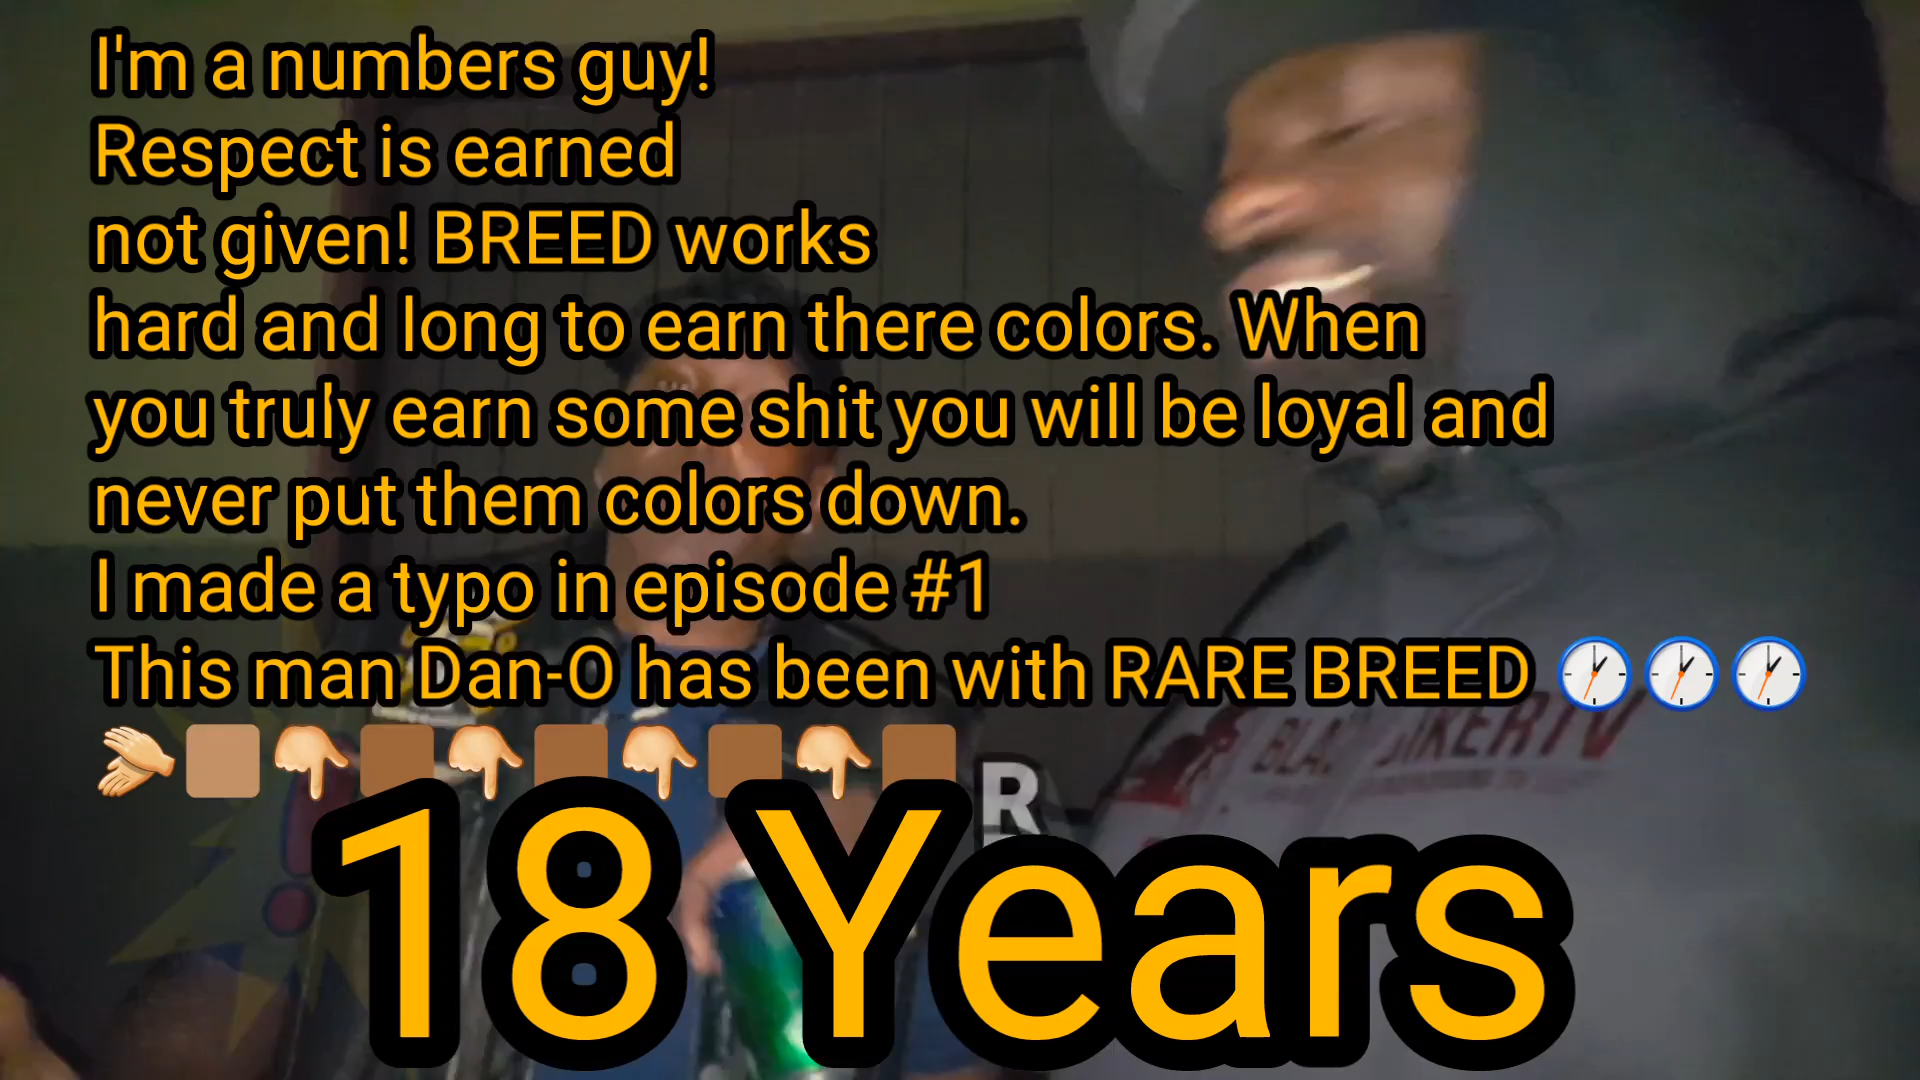 I'm a numbers guy!
Respect is earned
not given! BREED works
hard and long to earn there colors. When
you truly earn some shit you will be loyal and
never put them colors down.
I made a typo in episode #1
This man Dan-O has been with RARE BREED 🕐🕐🕐
👏🏼👇🏾👇🏾👇🏾👇🏾
BLACKBIKERTV
R
18 Years